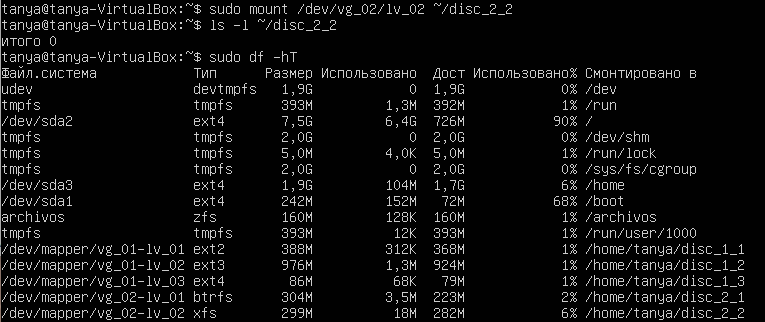 tanya@tanya-VirtualBox:~$ sudo mount /dev/vg_02/lv_02 ~/disc_2_2
tanya@tanya-VirtualBox:~$ ls -l ~/disc_2_2
итого 0
tanya@tanya-VirtualBox:~$ sudo df -hT
Файл.система Тип Размер Использовано Дост Использовано% Смонтировано в
udev devtmpfs 1,9G 0 1,9G 0% /dev
tmpfs tmpfs 393M 1,3M 392M 1% /run
/dev/sda2 ext4 7,5G 6,4G 726M 90% /
tmpfs tmpfs 2,0G 0 2,0G 0% /dev/shm
tmpfs tmpfs 5,0M 4,0K 5,0M 1% /run/lock
tmpfs tmpfs 2,0G 0 2,0G 0% /sys/fs/cgroup
/dev/sda3 ext4 1,9G 104M 1,7G 6% /home
/dev/sda1 ext4 242M 152M 72M 68% /boot
archivos zfs 160M 128K 160M 1% /archivos
tmpfs tmpfs 393M 12K 393M 1% /run/user/1000
/dev/mapper/vg_01-lv_01 ext2 388M 312K 368M 1% /home/tanya/disc_1_1
/dev/mapper/vg_01-lv_02 ext3 976M 1,3M 924M 1% /home/tanya/disc_1_2
/dev/mapper/vg_01-lv_03 ext4 86M 68K 79M 1% /home/tanya/disc_1_3
/dev/mapper/vg_02-lv_01 btrfs 304M 3,5M 223M 2% /home/tanya/disc_2_1
/dev/mapper/vg_02-lv_02 xfs 299M 18M 282M 6% /home/tanya/disc_2_2